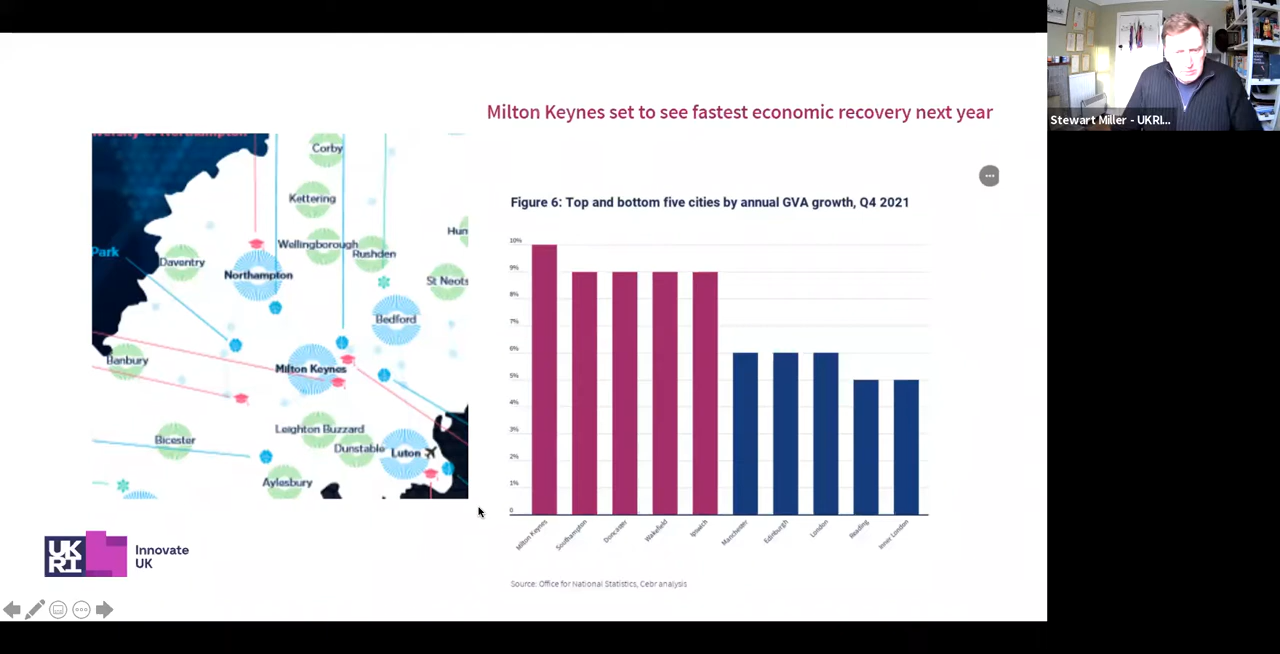 Milton Keynes set to see fastest economic recovery next year
Corby
Kettering
Wellingborough
Rushden
Hun
Park
Daventry
Northampton
St Neots
Bedford
Banbury
Milton Keynes
Leighton Buzzard
Bicester
Dunstable
Luton
Aylesbury
Figure 6: Top and bottom five cities by annual GVA growth, Q4 2021
10%
9%
8%
7%
6%
5%
4%
3%
2%
1%
0
Milton Keynes
Southampton
Doncaster
Wakefield
Ipswich
Manchester
Edinburgh
London
Reading
Inner London
Source: Office for National Statistics, Cebr analysis
UK
RI
Innovate
UK
Stewart Miller - UKRI...